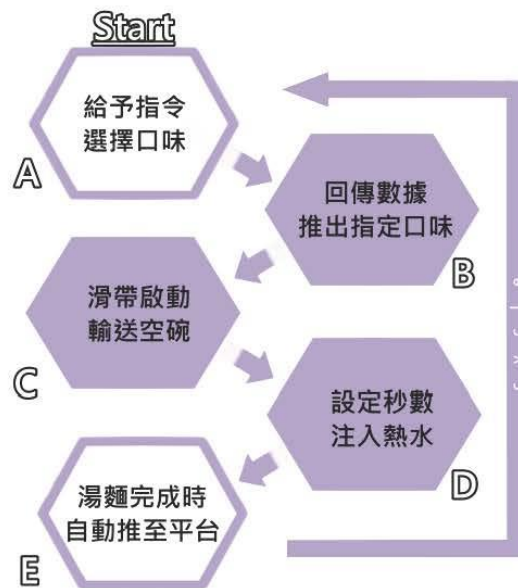 Start
給予指令
選擇口味
A
回傳數據
推出指定口味
B
滑帶啟動
輸送空碗
C
設定秒數
注入熱水
D
湯麵完成時
自動推至平台
E